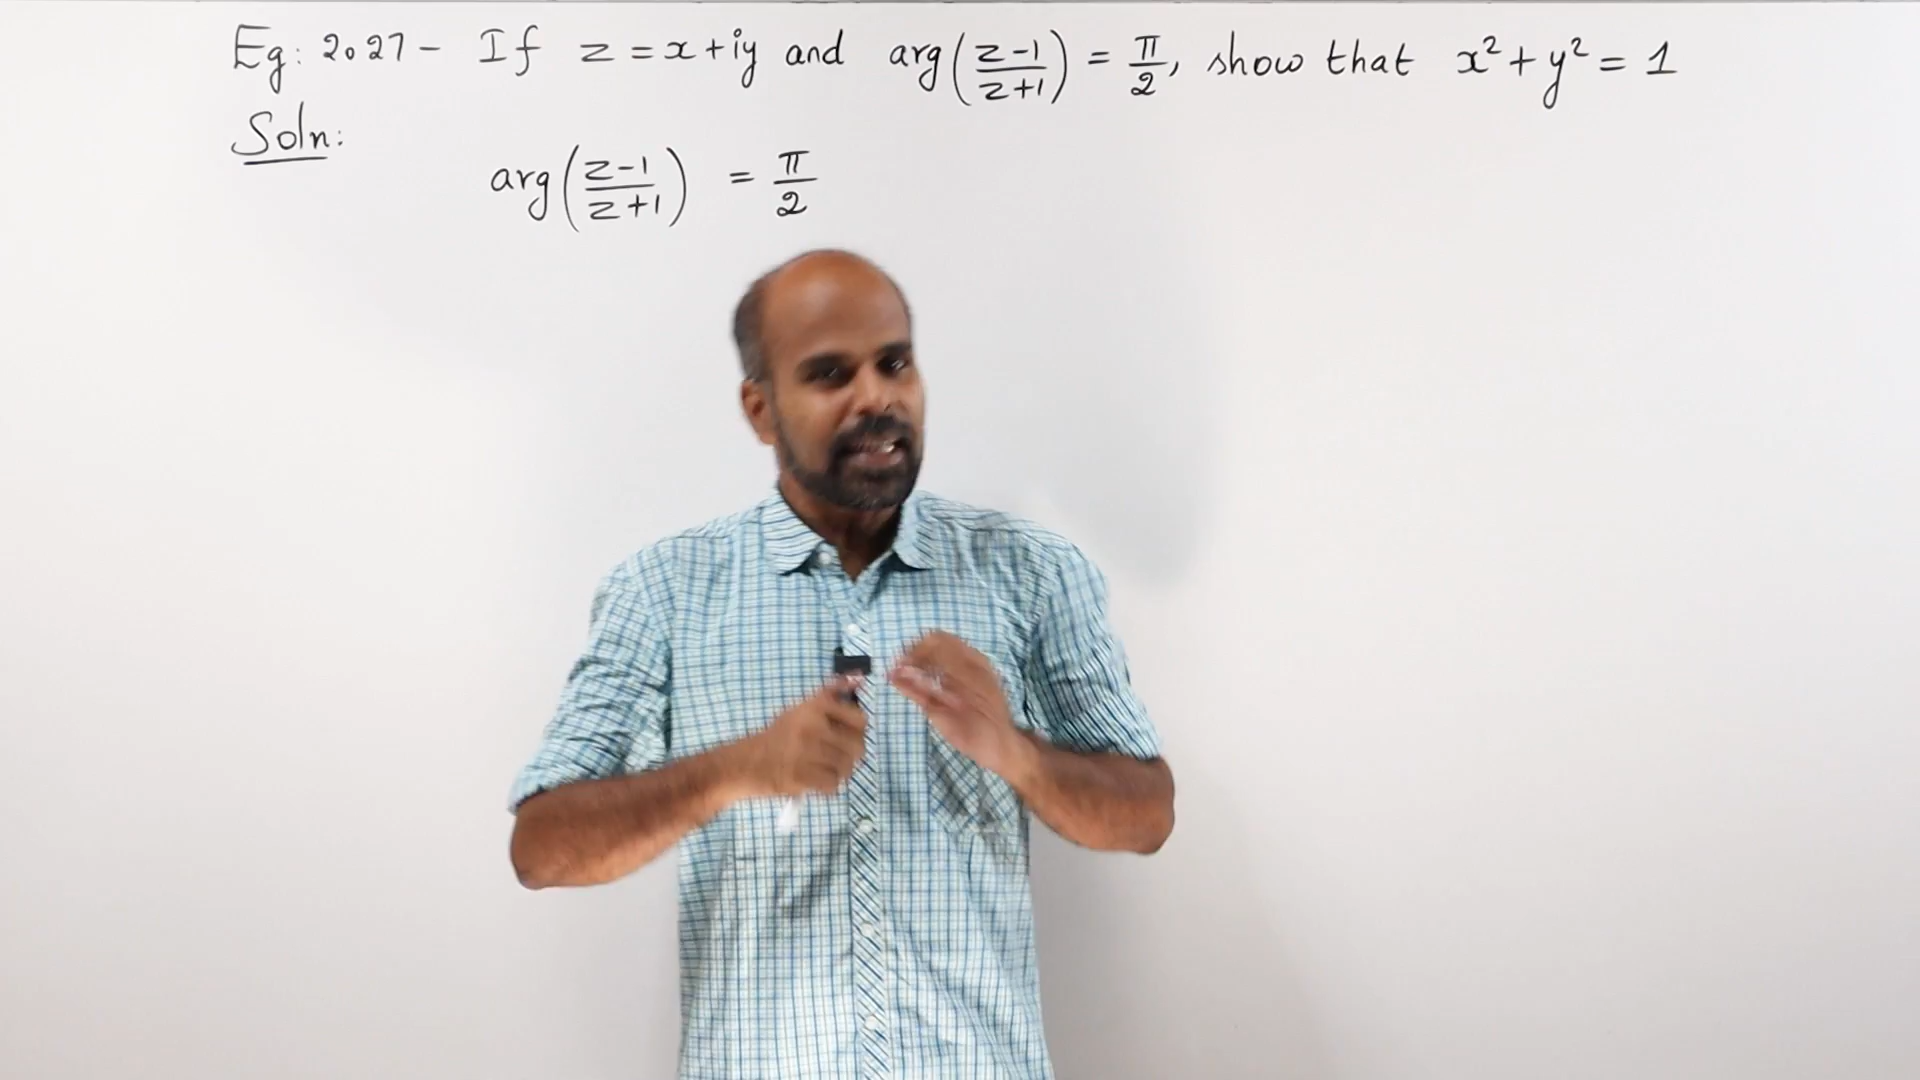 Eg: 2.27 - If z = x + iy and arg((z-1)/(z+1)) = π/2, show that x² + y² = 1
Soln:
arg((z-1)/(z+1)) = π/2